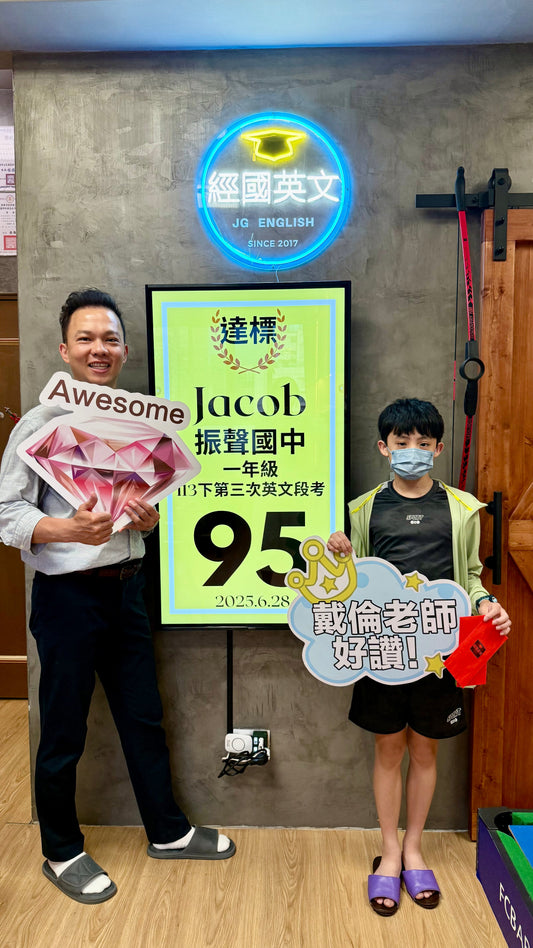 經國英文
JG ENGLISH
SINCE 2017
達標
Jacob
振聲國中
一年級
113下第三次英文段考
95
2025.6.28
Awesome
戴倫老師
好讚!
SPORT
FCBAR